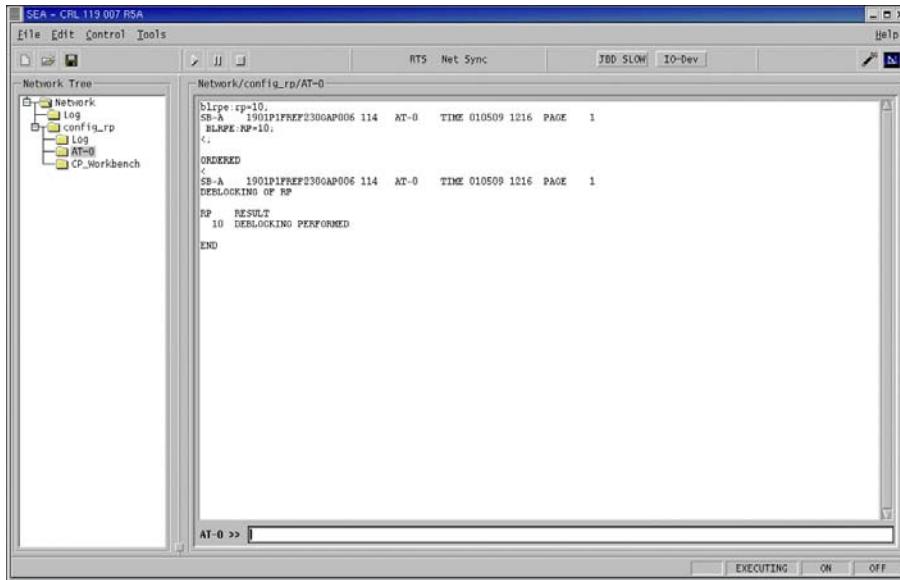 SEA - CRL 119 007 R5A
File Edit Control Tools Help
RTS Net Sync JBD SLOW IO-Dev
Network Tree
Network
Log
config_rp
Log
AT-0
CP_Workbench
Network/config_rp/AT-0
blrpe:rp=10;
SB-A 1901P1FREF2300AP006 114 AT-0 TIME 010509 1216 PAGE 1
BLRPE:RP=10;
<;
ORDERED
<
SB-A 1901P1FREF2300AP006 114 AT-0 TIME 010509 1216 PAGE 1
DEBLOCKING OF RP
RP RESULT
10 DEBLOCKING PERFORMED
END
AT-0 >>
EXECUTING ON OFF